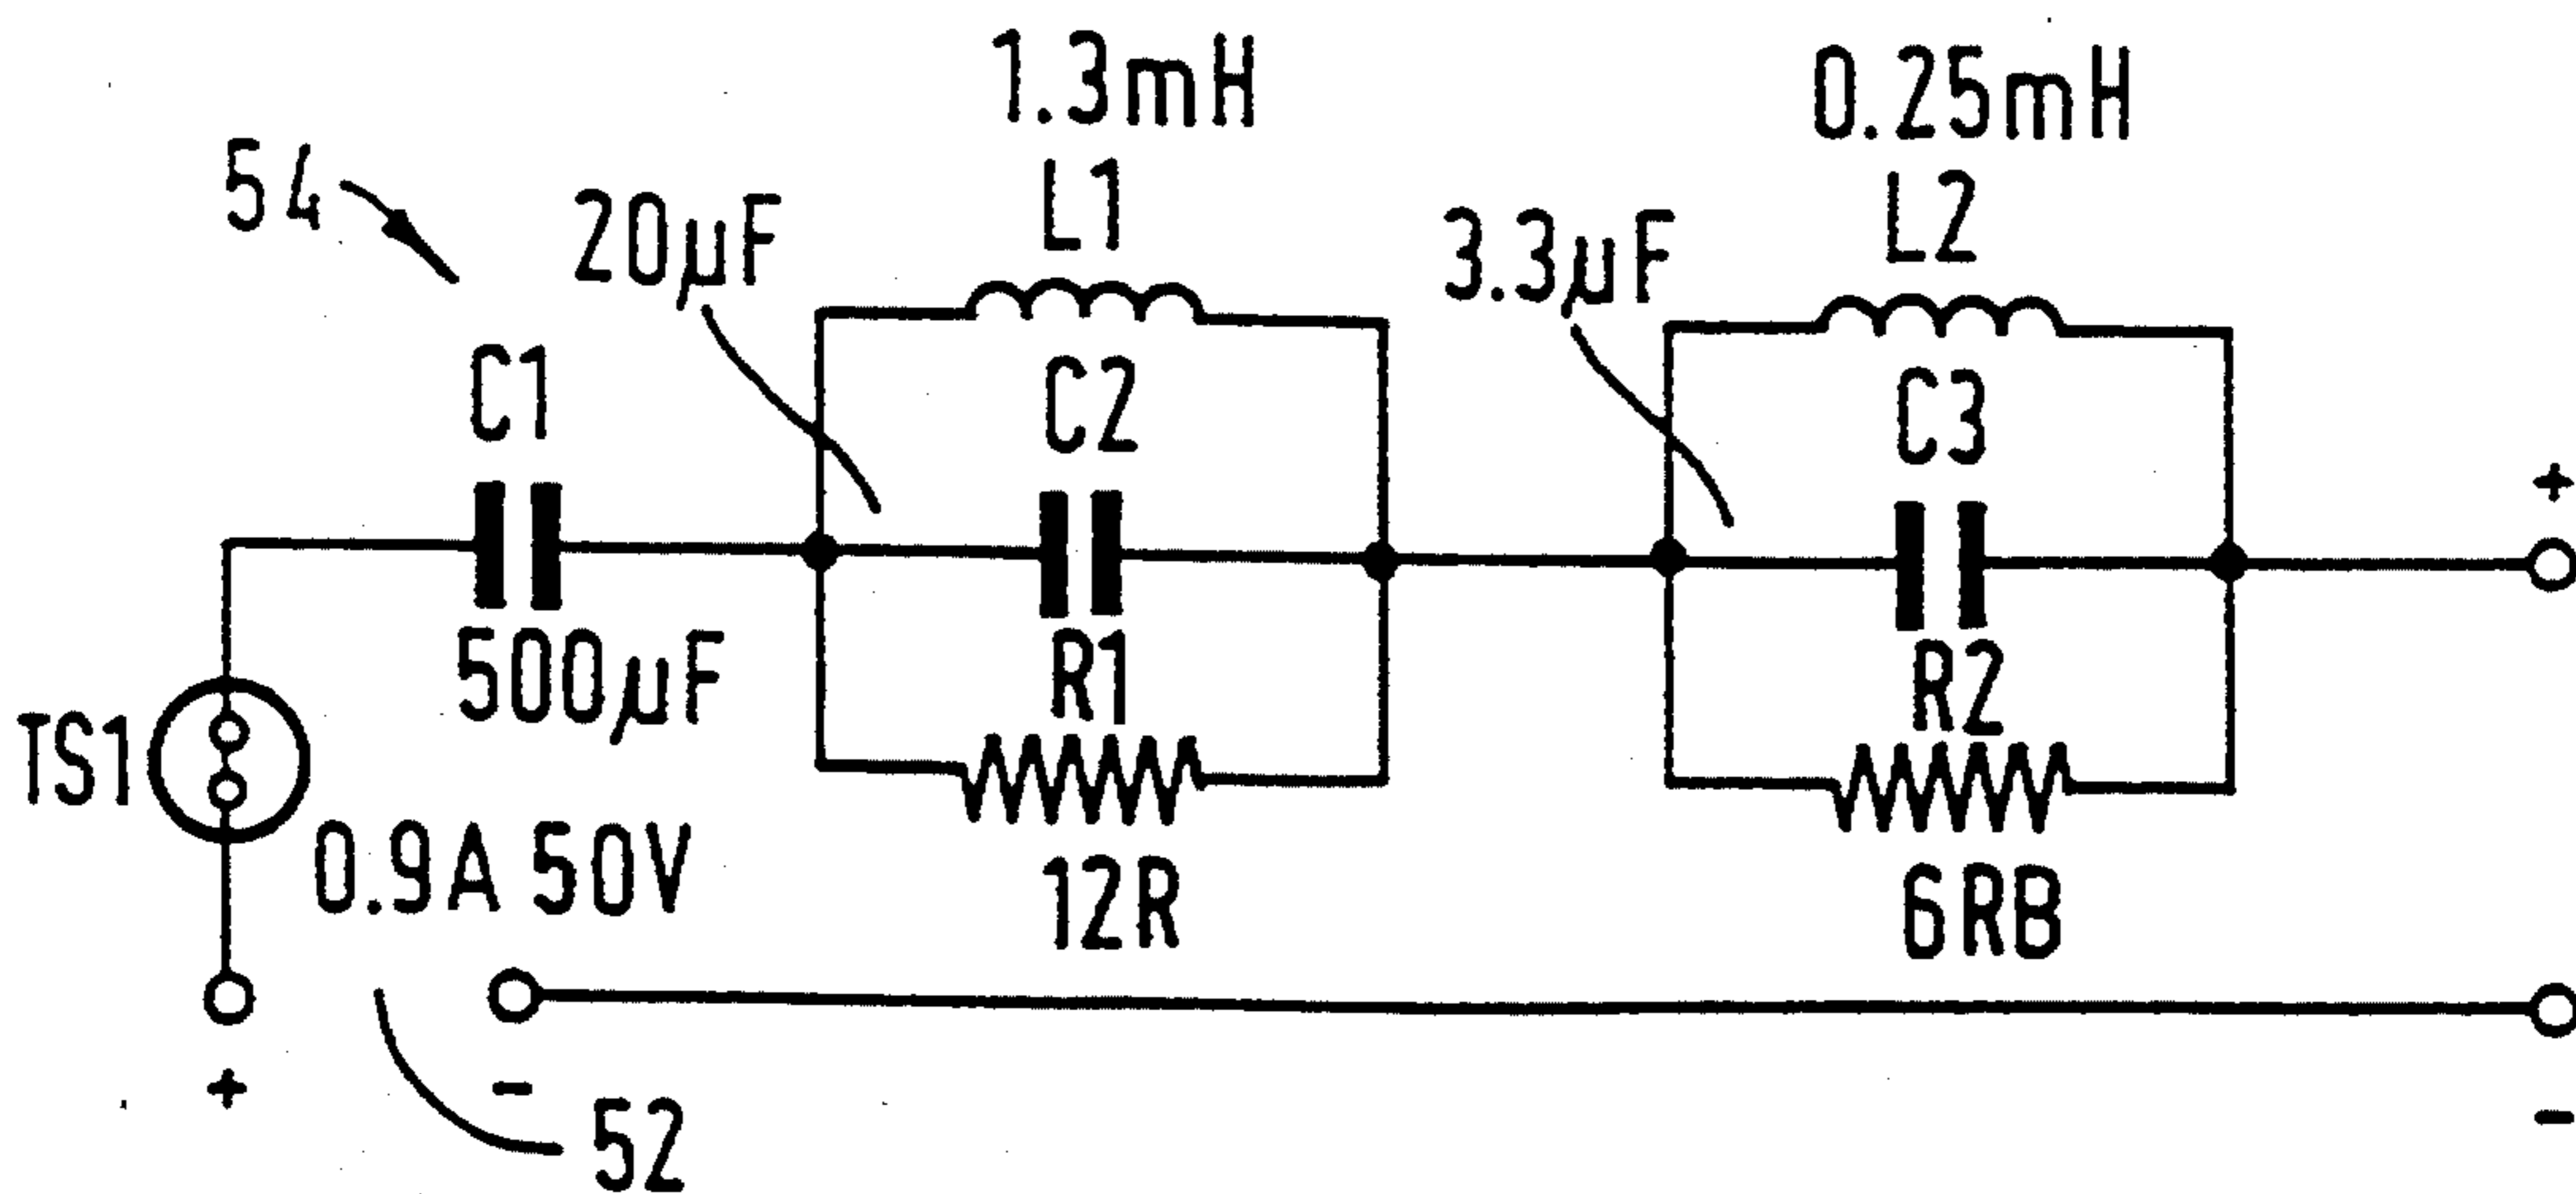 1.3mH
0.25mH
54
L1
L2
20µF
3.3µF
C1
C2
C3
+
500µF
R1
R2
TS1
0.9A 50V
12R
6RB
+
-
-
52